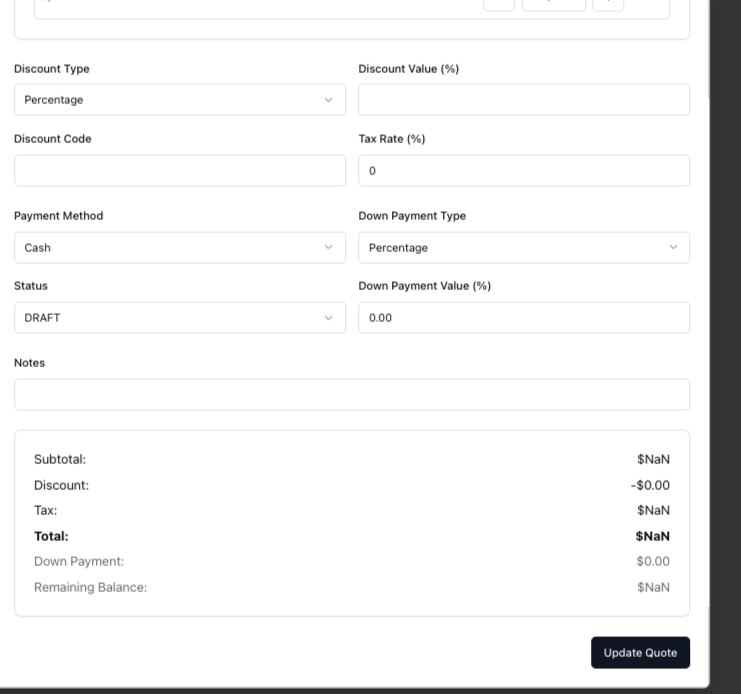 Discount Type
Discount Value (%)
Percentage
Discount Code
Tax Rate (%)
0
Payment Method
Down Payment Type
Cash
Percentage
Status
Down Payment Value (%)
DRAFT
0.00
Notes
Subtotal: $NaN
Discount: -$0.00
Tax: $NaN
Total: $NaN
Down Payment: $0.00
Remaining Balance: $NaN
Update Quote